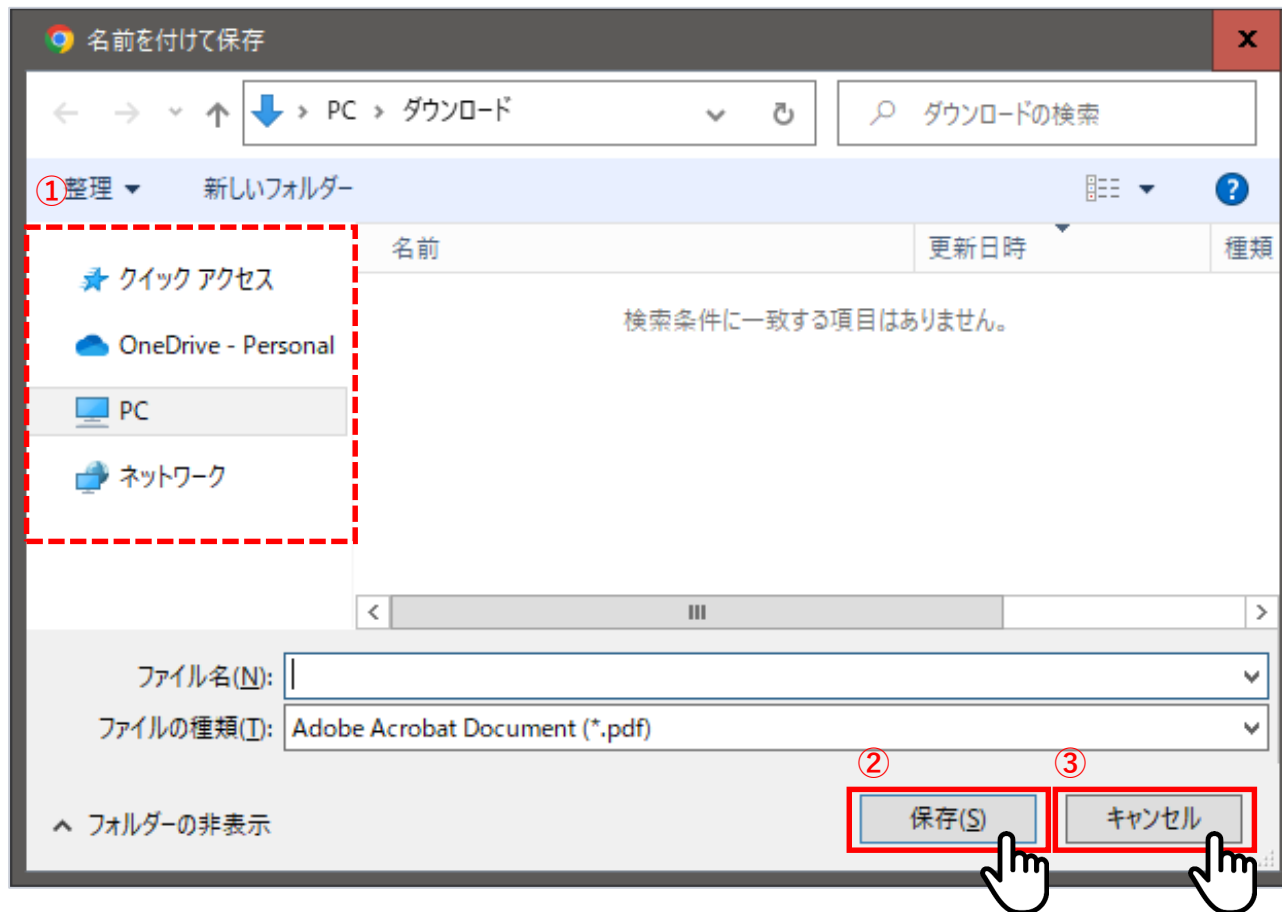 名前を付けて保存
PC > ダウンロード
ダウンロードの検索
①整理 新しいフォルダー
名前 更新日時 種類
クイック アクセス
検索条件に一致する項目はありません。
OneDrive - Personal
PC
ネットワーク
ファイル名(N):
ファイルの種類(T): Adobe Acrobat Document (*.pdf)
② ③
フォルダーの非表示 保存(S) キャンセル